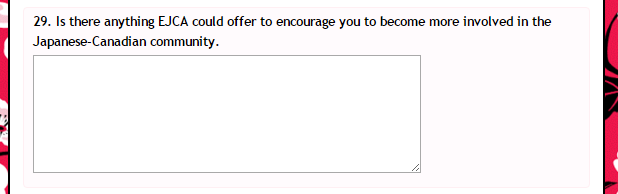 29. Is there anything EJCA could offer to encourage you to become more involved in the
Japanese-Canadian community.